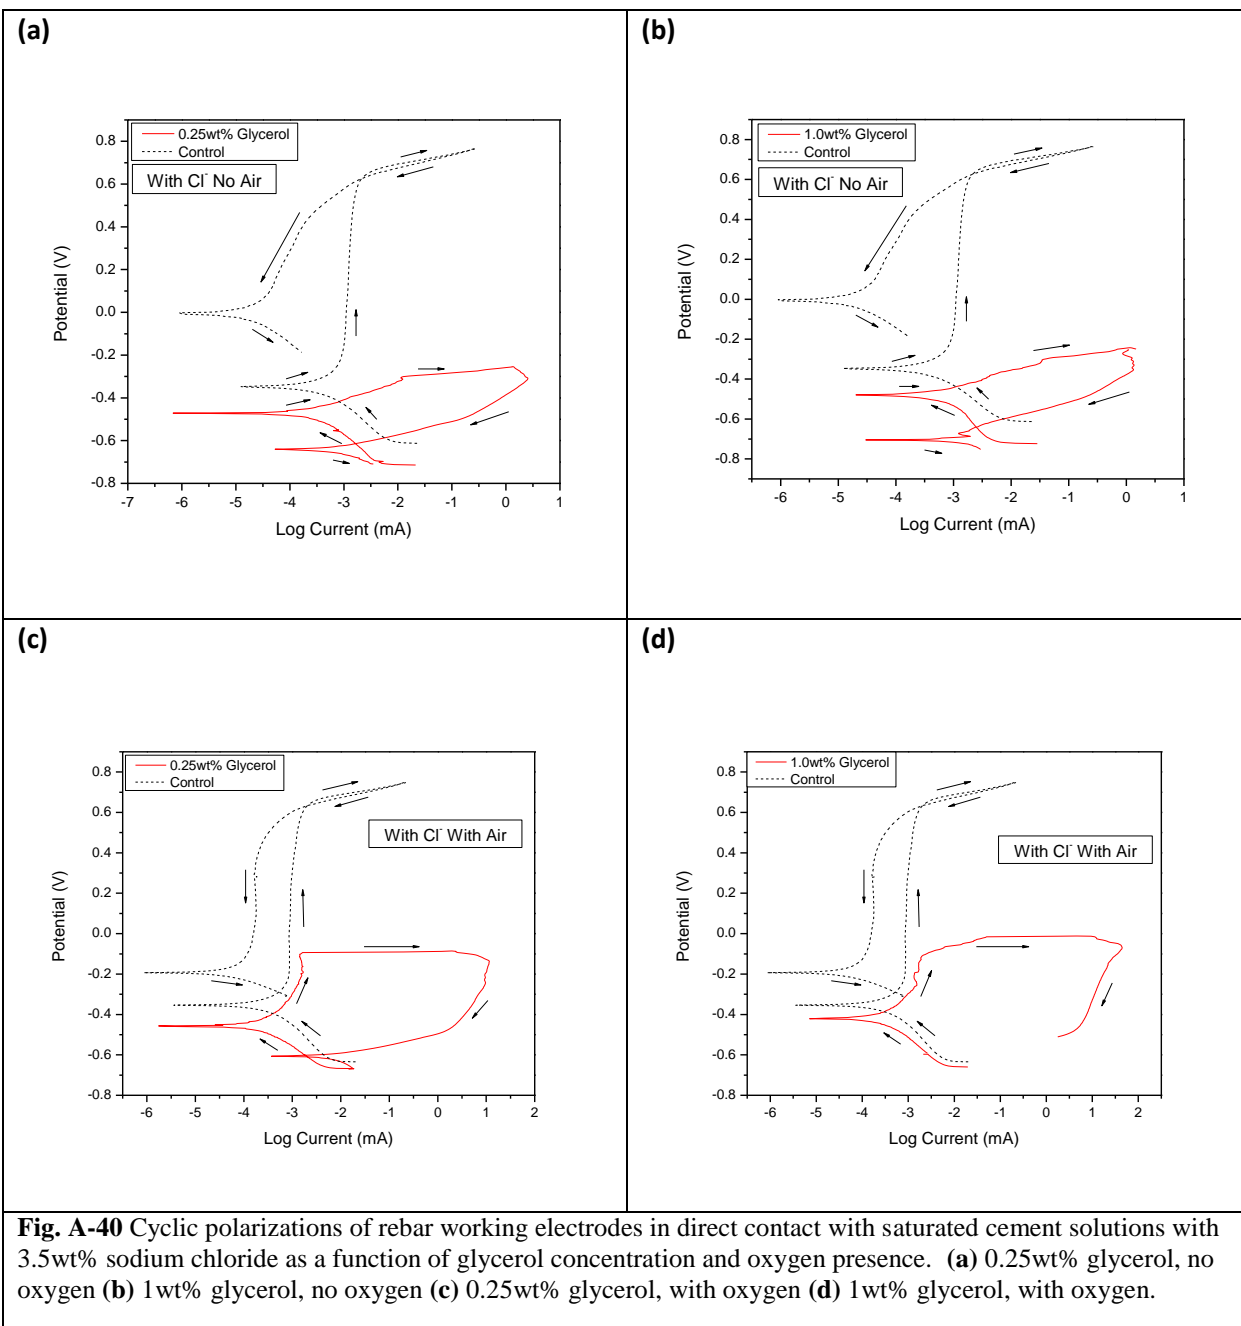 (a)
0.25wt% Glycerol
Control
With Cl⁻ No Air
0.8
0.6
0.4
0.2
0.0
-0.2
-0.4
-0.6
-0.8
Potential (V)
-7 -6 -5 -4 -3 -2 -1 0 1
Log Current (mA)
(b)
1.0wt% Glycerol
Control
With Cl⁻ No Air
0.8
0.6
0.4
0.2
0.0
-0.2
-0.4
-0.6
-0.8
Potential (V)
-6 -5 -4 -3 -2 -1 0 1
Log Current (mA)
(c)
0.25wt% Glycerol
Control
With Cl⁻ With Air
0.8
0.6
0.4
0.2
0.0
-0.2
-0.4
-0.6
-0.8
Potential (V)
-6 -5 -4 -3 -2 -1 0 1 2
Log Current (mA)
(d)
1.0wt% Glycerol
Control
With Cl⁻ With Air
0.8
0.6
0.4
0.2
0.0
-0.2
-0.4
-0.6
-0.8
Potential (V)
-6 -5 -4 -3 -2 -1 0 1 2
Log Current (mA)
Fig. A-40 Cyclic polarizations of rebar working electrodes in direct contact with saturated cement solutions with
3.5wt% sodium chloride as a function of glycerol concentration and oxygen presence. (a) 0.25wt% glycerol, no
oxygen (b) 1wt% glycerol, no oxygen (c) 0.25wt% glycerol, with oxygen (d) 1wt% glycerol, with oxygen.